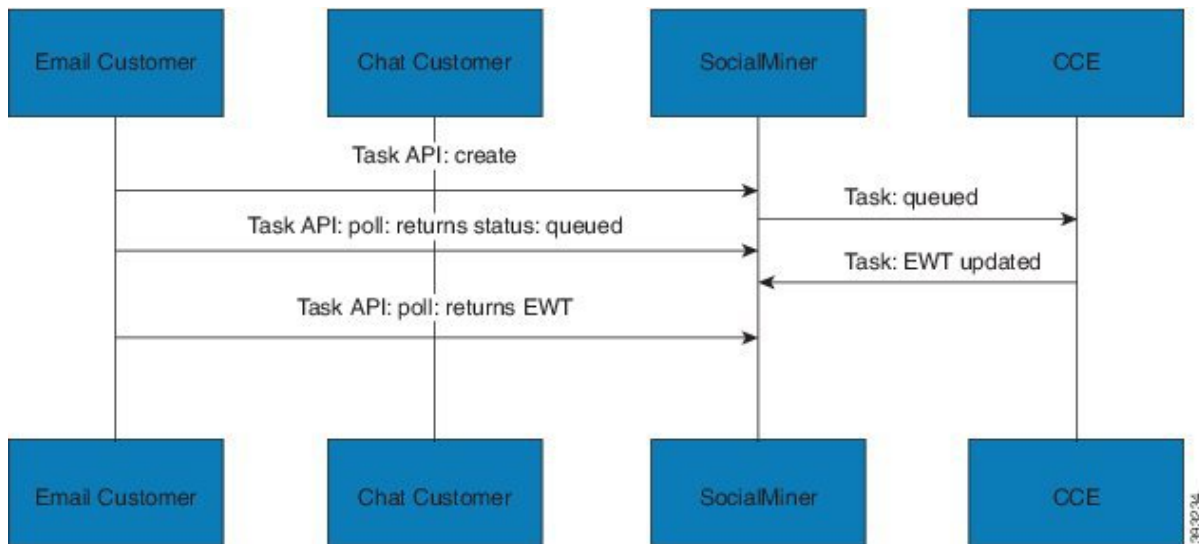 Email Customer
Chat Customer
SocialMiner
CCE
Task API: create
Task: queued
Task API: poll: returns status: queued
Task: EWT updated
Task API: poll: returns EWT
Email Customer
Chat Customer
SocialMiner
CCE
393234